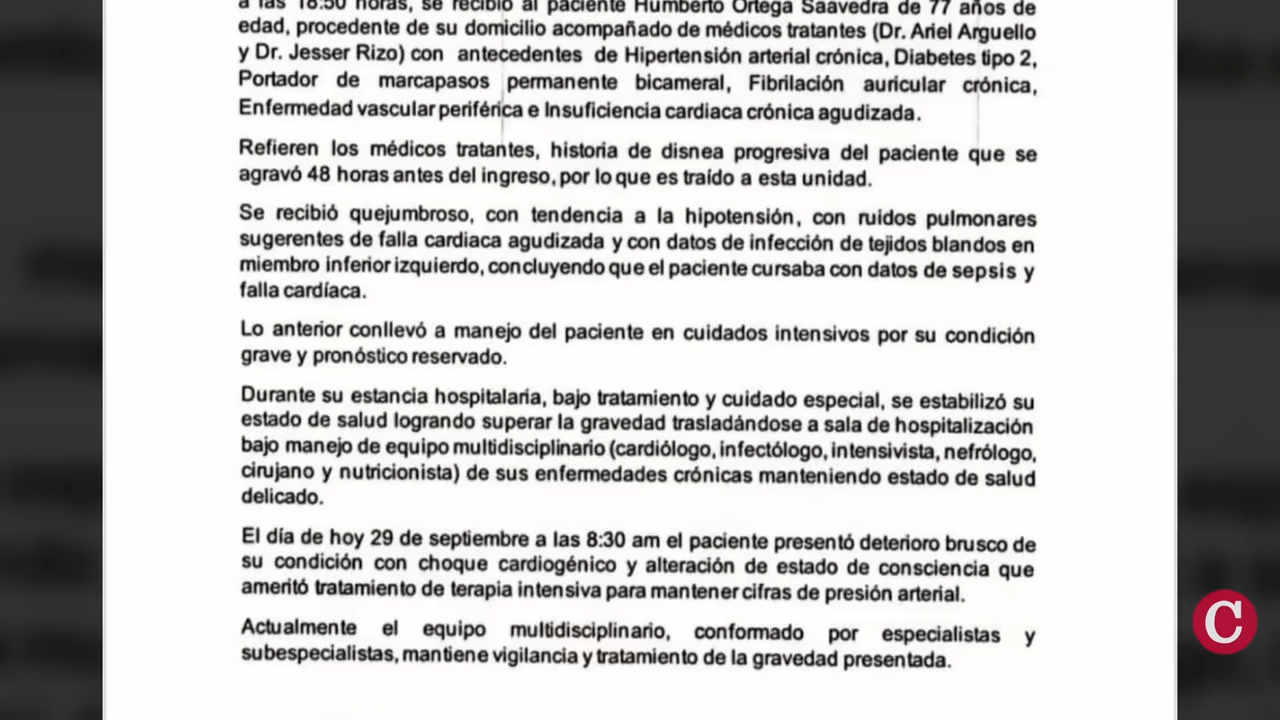 a las 18:50 horas, se recibió al paciente Humberto Ortega Saavedra de 77 años de
edad, procedente de su domicilio acompañado de médicos tratantes (Dr. Ariel Arguello
y Dr. Jesser Rizo) con antecedentes de Hipertensión arterial crónica, Diabetes tipo 2,
Portador de marcapasos permanente bicameral, Fibrilación auricular crónica,
Enfermedad vascular periférica e Insuficiencia cardiaca crónica agudizada.
Refieren los médicos tratantes, historia de disnea progresiva del paciente que se
agravó 48 horas antes del ingreso, por lo que es traído a esta unidad.
Se recibió quejumbroso, con tendencia a la hipotensión, con ruidos pulmonares
sugerentes de falla cardiaca agudizada y con datos de infección de tejidos blandos en
miembro inferior izquierdo, concluyendo que el paciente cursaba con datos de sepsis y
falla cardíaca.
Lo anterior conllevó a manejo del paciente en cuidados intensivos por su condición
grave y pronóstico reservado.
Durante su estancia hospitalaria, bajo tratamiento y cuidado especial, se estabilizó su
estado de salud logrando superar la gravedad trasladándose a sala de hospitalización
bajo manejo de equipo multidisciplinario (cardiólogo, infectólogo, intensivista, nefrólogo,
cirujano y nutricionista) de sus enfermedades crónicas manteniendo estado de salud
delicado.
El día de hoy 29 de septiembre a las 8:30 am el paciente presentó deterioro brusco de
su condición con choque cardiogénico y alteración de estado de consciencia que
ameritó tratamiento de terapia intensiva para mantener cifras de presión arterial.
Actualmente el equipo multidisciplinario, conformado por especialistas y
subespecialistas, mantiene vigilancia y tratamiento de la gravedad presentada.
C